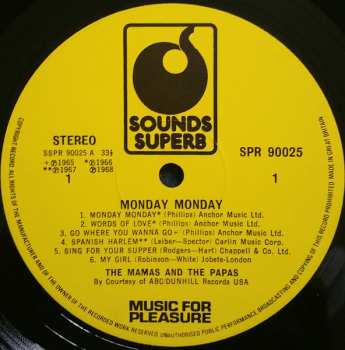 SOUNDS
SUPERB
STEREO
SSPR 90025 A 33⅓
+℗1965 *℗1966
**℗1967 ℗1968
1
SPR 90025
1
MONDAY MONDAY
1. MONDAY MONDAY* (Phillips) Anchor Music Ltd.
2. WORDS OF LOVE* (Phillips) Anchor Music Ltd.
3. GO WHERE YOU WANNA GO+ (Phillips) Anchor Music Ltd.
4. SPANISH HARLEM** (Leiber—Spector) Carlin Music Corp.
5. SING FOR YOUR SUPPER (Rodgers—Hart) Chappell & Co. Ltd.
6. MY GIRL (Robinson—White) Jobete-London
THE MAMAS AND THE PAPAS
By Courtesy of ABC/DUNHILL Records USA
MUSIC FOR
PLEASURE
COPYRIGHT RECORD. ALL RIGHTS OF THE MANUFACTURER AND OF THE OWNER OF THE RECORDED WORK RESERVED UNAUTHORISED PUBLIC PERFORMANCE BROADCASTING AND COPYING OF THIS RECORD PROHIBITED. MADE IN GT BRITAIN